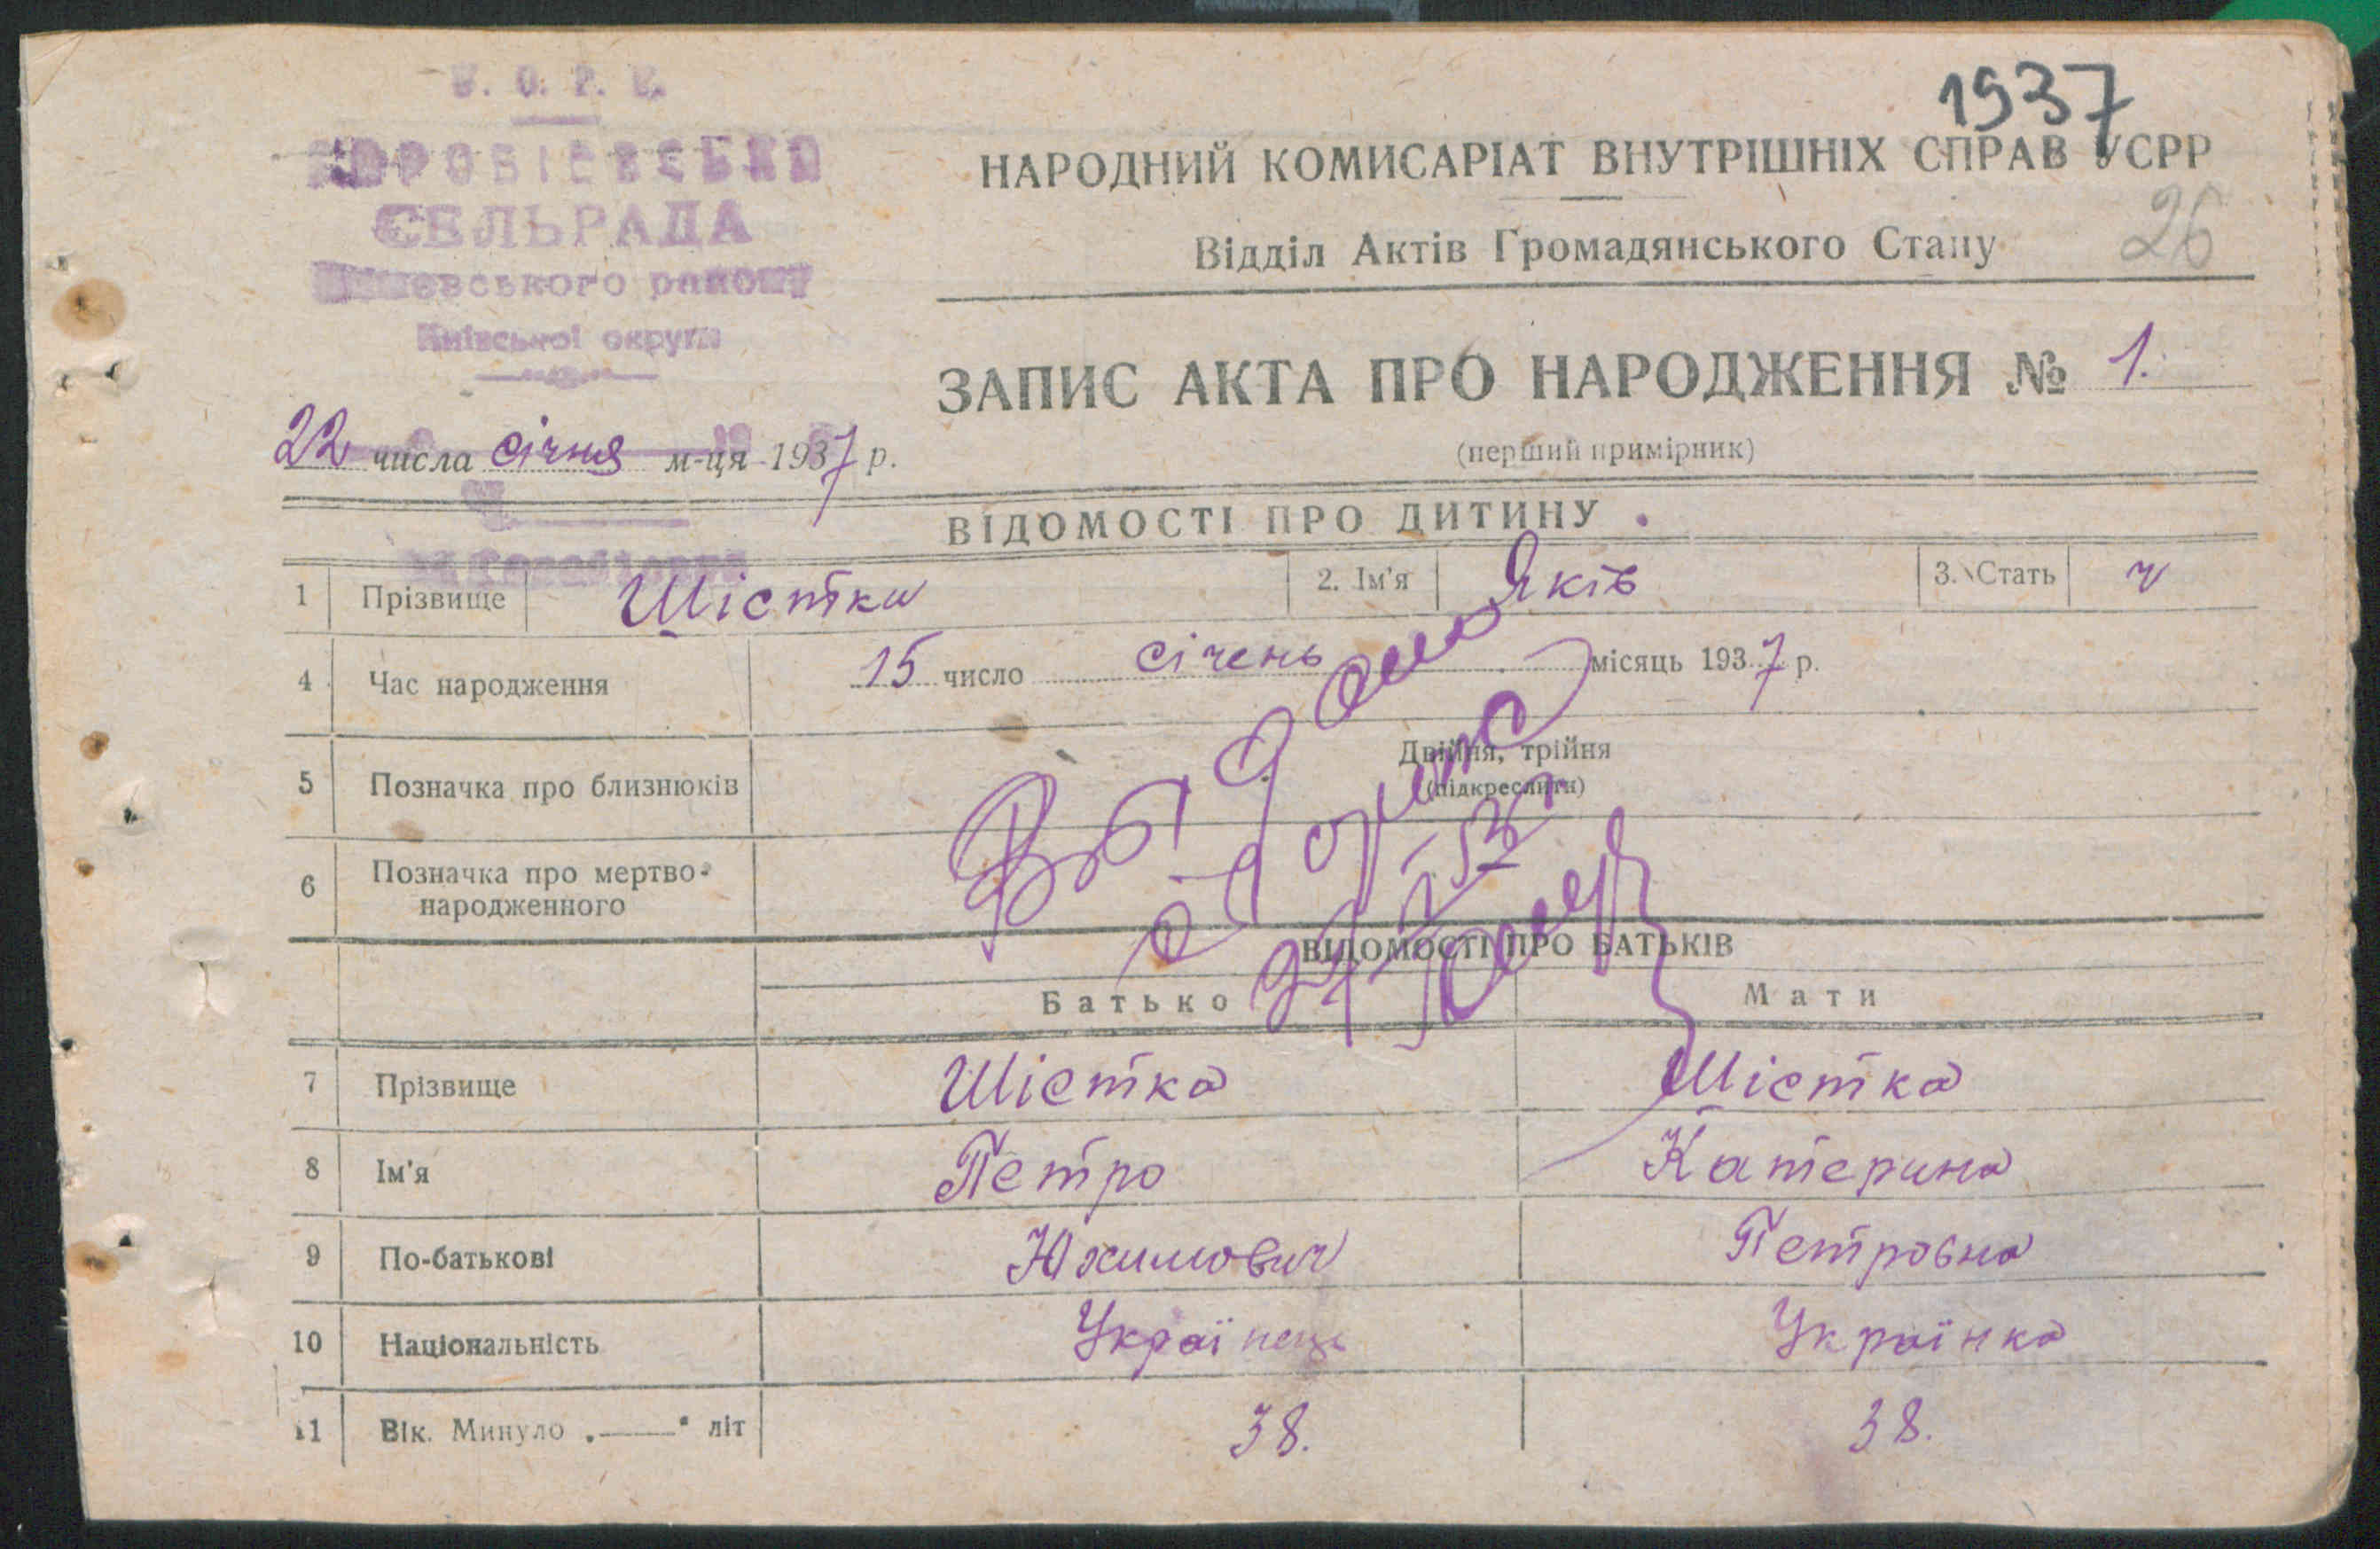 1937
СЕЛЬРАДА
району
Київської округи
НАРОДНИЙ КОМИСАРІАТ ВНУТРІШНІХ СПРАВ УСРР
Відділ Актів Громадянського Стану
26
ЗАПИС АКТА ПРО НАРОДЖЕННЯ № 1.
(перший примірник)
22 числа січня м-ця 1937 р.
ВІДОМОСТІ ПРО ДИТИНУ
1 Прізвище Шістка 2. Ім'я Яків 3. Стать ч
4 Час народження 15 число січень місяць 1937 р.
5 Позначка про близнюків Двійня, трійня
(підкреслити)
6 Позначка про мертво-
народженного
ВІДОМОСТІ ПРО БАТЬКІВ
Батько Мати
7 Прізвище Шістка Шістка
8 Ім'я Петро Катерина
9 По-батькові Юхимович Петровна
10 Національність Українець Українка
11 Вік. Минуло „—“ літ 38. 38.